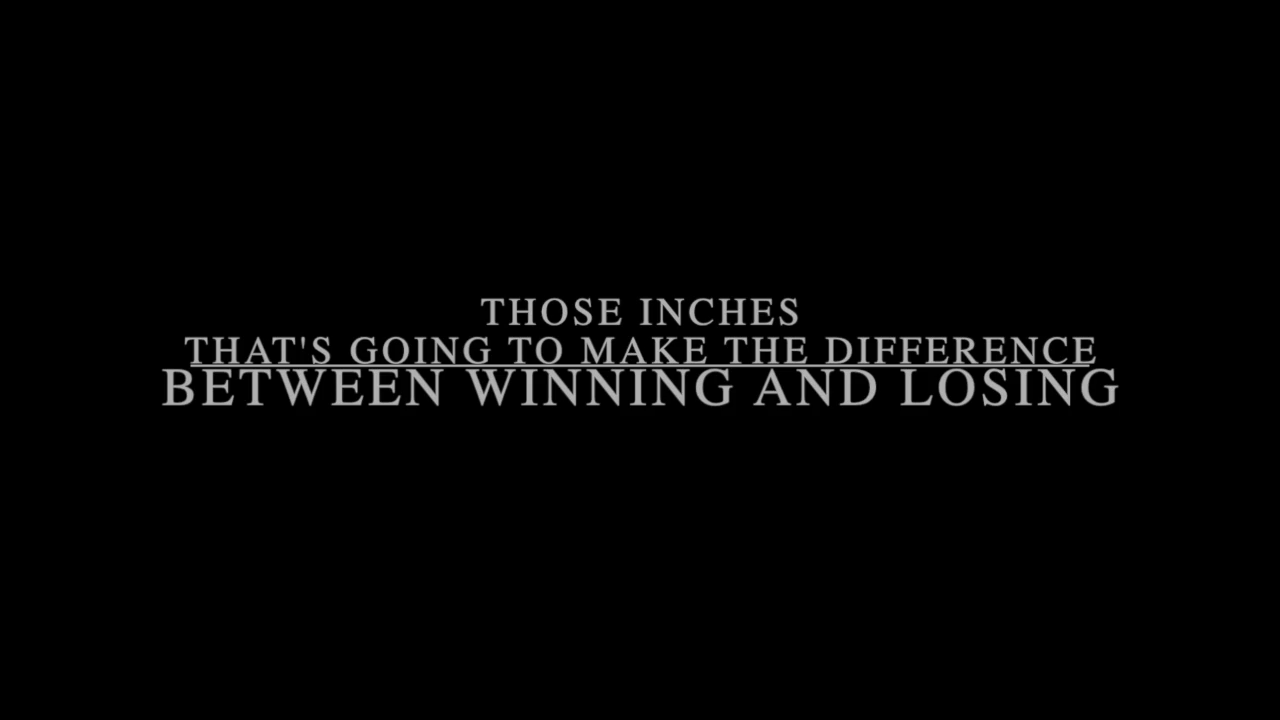 THOSE INCHES
THAT'S GOING TO MAKE THE DIFFERENCE
BETWEEN WINNING AND LOSING